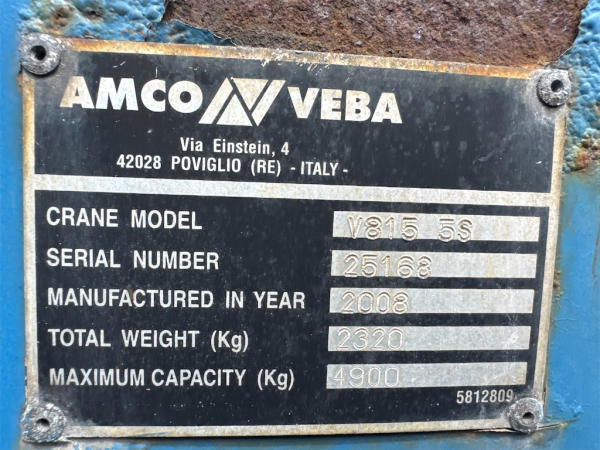 AMCO VEBA
Via Einstein, 4
42028 POVIGLIO (RE) - ITALY -
CRANE MODEL V815 5S
SERIAL NUMBER 25168
MANUFACTURED IN YEAR 2008
TOTAL WEIGHT (Kg) 2320
MAXIMUM CAPACITY (Kg) 4900
5812809